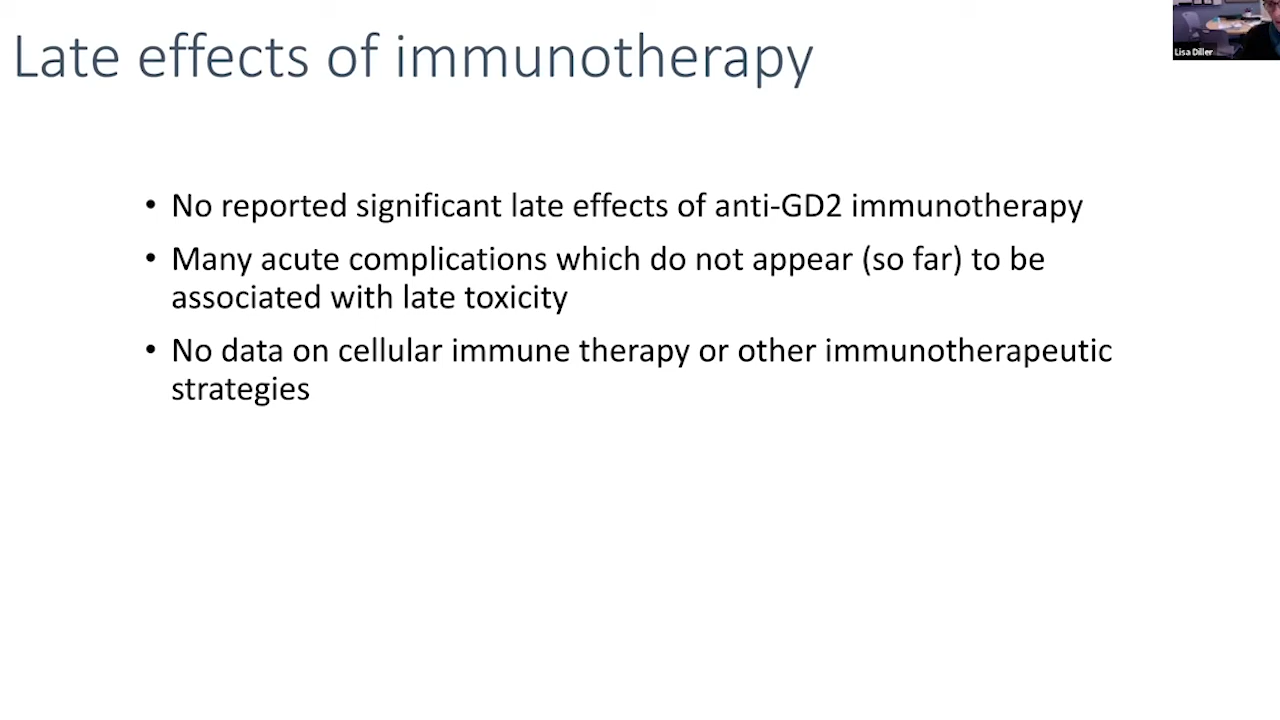 Late effects of immunotherapy
Lisa Diller
• No reported significant late effects of anti-GD2 immunotherapy
• Many acute complications which do not appear (so far) to be
associated with late toxicity
• No data on cellular immune therapy or other immunotherapeutic
strategies